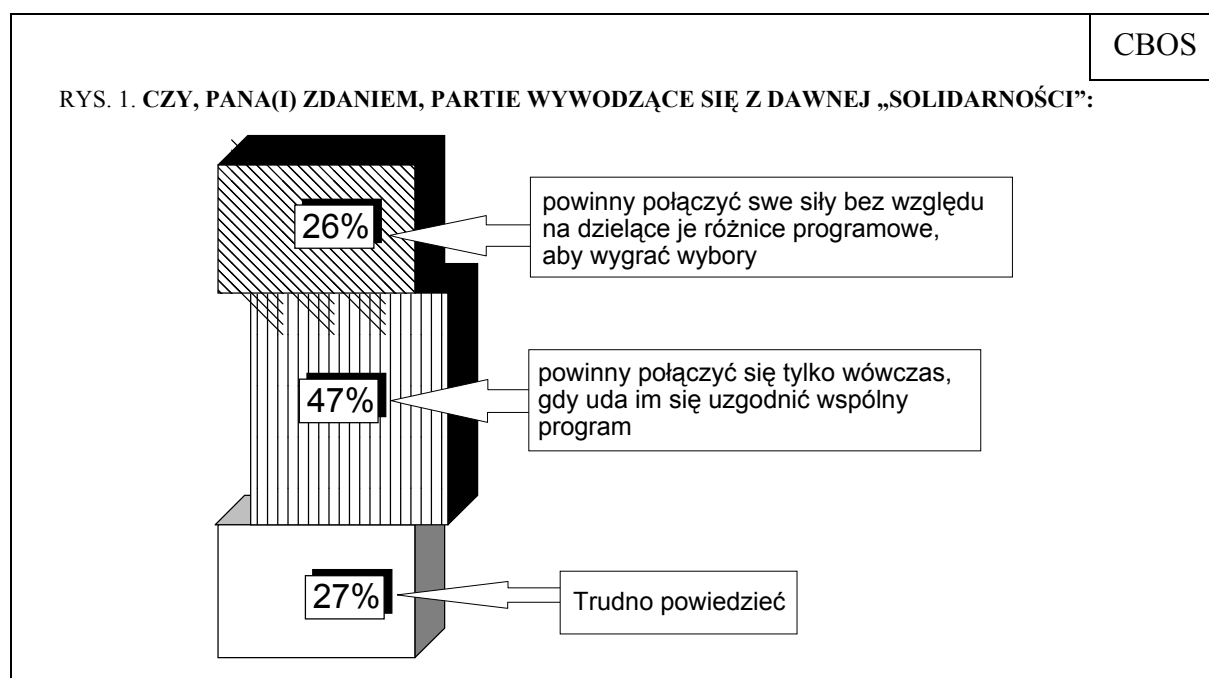 CBOS
RYS. 1. CZY, PANA(I) ZDANIEM, PARTIE WYWODZĄCE SIĘ Z DAWNEJ „SOLIDARNOŚCI”:
26%
powinny połączyć swe siły bez względu
na dzielące je różnice programowe,
aby wygrać wybory
47%
powinny połączyć się tylko wówczas,
gdy uda im się uzgodnić wspólny
program
27%
Trudno powiedzieć